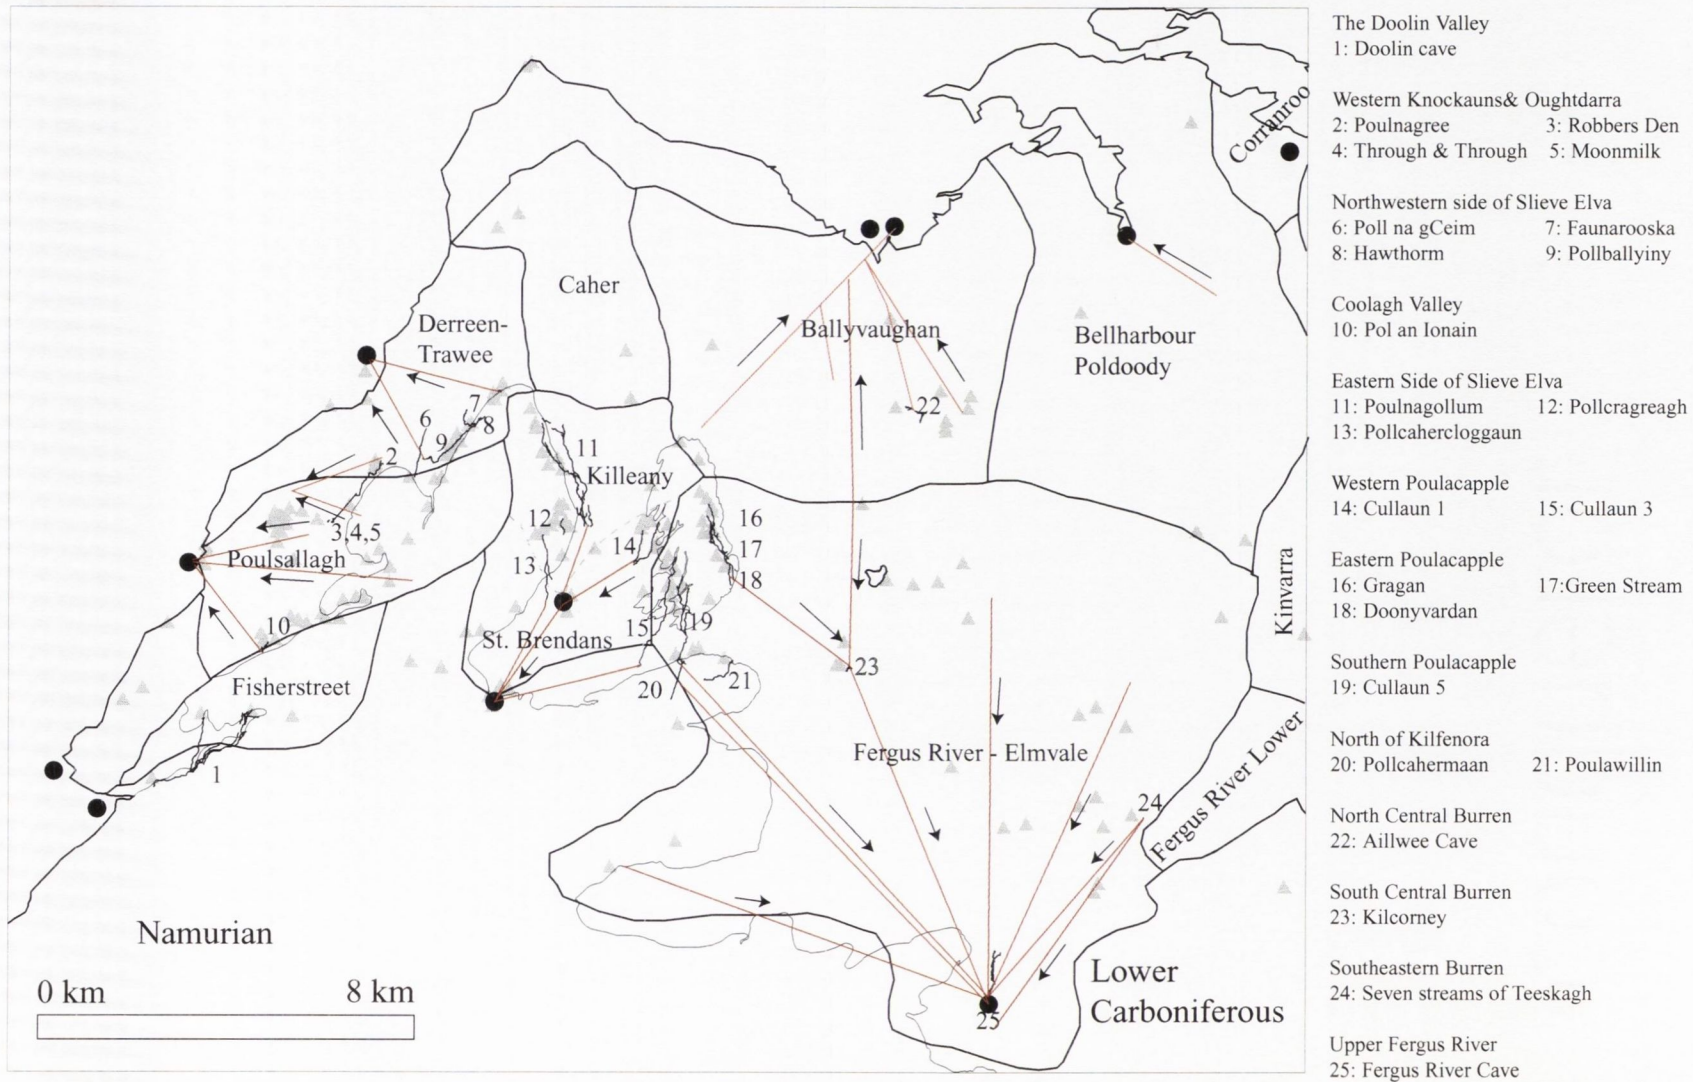 Corranroo
Caher
Derreen-
Trawee
Ballyvaughan
Bellharbour
Poldoody
22
7
6
8
9
2
11
Killeany
3,4,5
12
16
14
17
13
18
Poulsallagh
Kinvarra
10
15
19
St. Brendans
23
20
21
Fisherstreet
Fergus River - Elmvale
1
24
Fergus River Lower
Namurian
Lower
Carboniferous
0 km 8 km
25
The Doolin Valley
1: Doolin cave
Western Knockauns& Oughtdarra
2: Poulnagree 3: Robbers Den
4: Through & Through 5: Moonmilk
Northwestern side of Slieve Elva
6: Poll na gCeim 7: Faunarooska
8: Hawthorm 9: Pollballyiny
Coolagh Valley
10: Pol an Ionain
Eastern Side of Slieve Elva
11: Poulnagollum 12: Pollcragreagh
13: Pollcahercloggaun
Western Poulacapple
14: Cullaun 1 15: Cullaun 3
Eastern Poulacapple
16: Gragan 17:Green Stream
18: Doonyvardan
Southern Poulacapple
19: Cullaun 5
North of Kilfenora
20: Pollcahermaan 21: Poulawillin
North Central Burren
22: Aillwee Cave
South Central Burren
23: Kilcorney
Southeastern Burren
24: Seven streams of Teeskagh
Upper Fergus River
25: Fergus River Cave